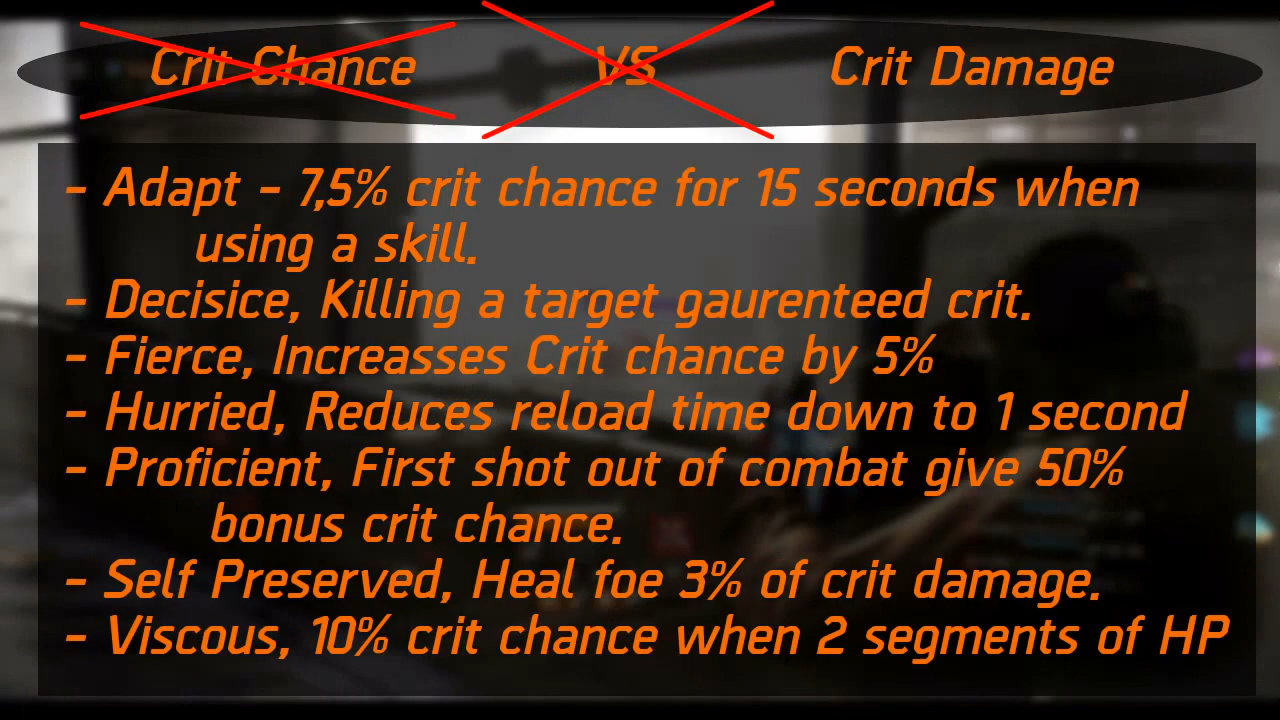 Crit Chance VS Crit Damage
- Adapt - 7,5% crit chance for 15 seconds when
using a skill.
- Decisice, Killing a target gaurenteed crit.
- Fierce, Increasses Crit chance by 5%
- Hurried, Reduces reload time down to 1 second
- Proficient, First shot out of combat give 50%
bonus crit chance.
- Self Preserved, Heal foe 3% of crit damage.
- Viscous, 10% crit chance when 2 segments of HP